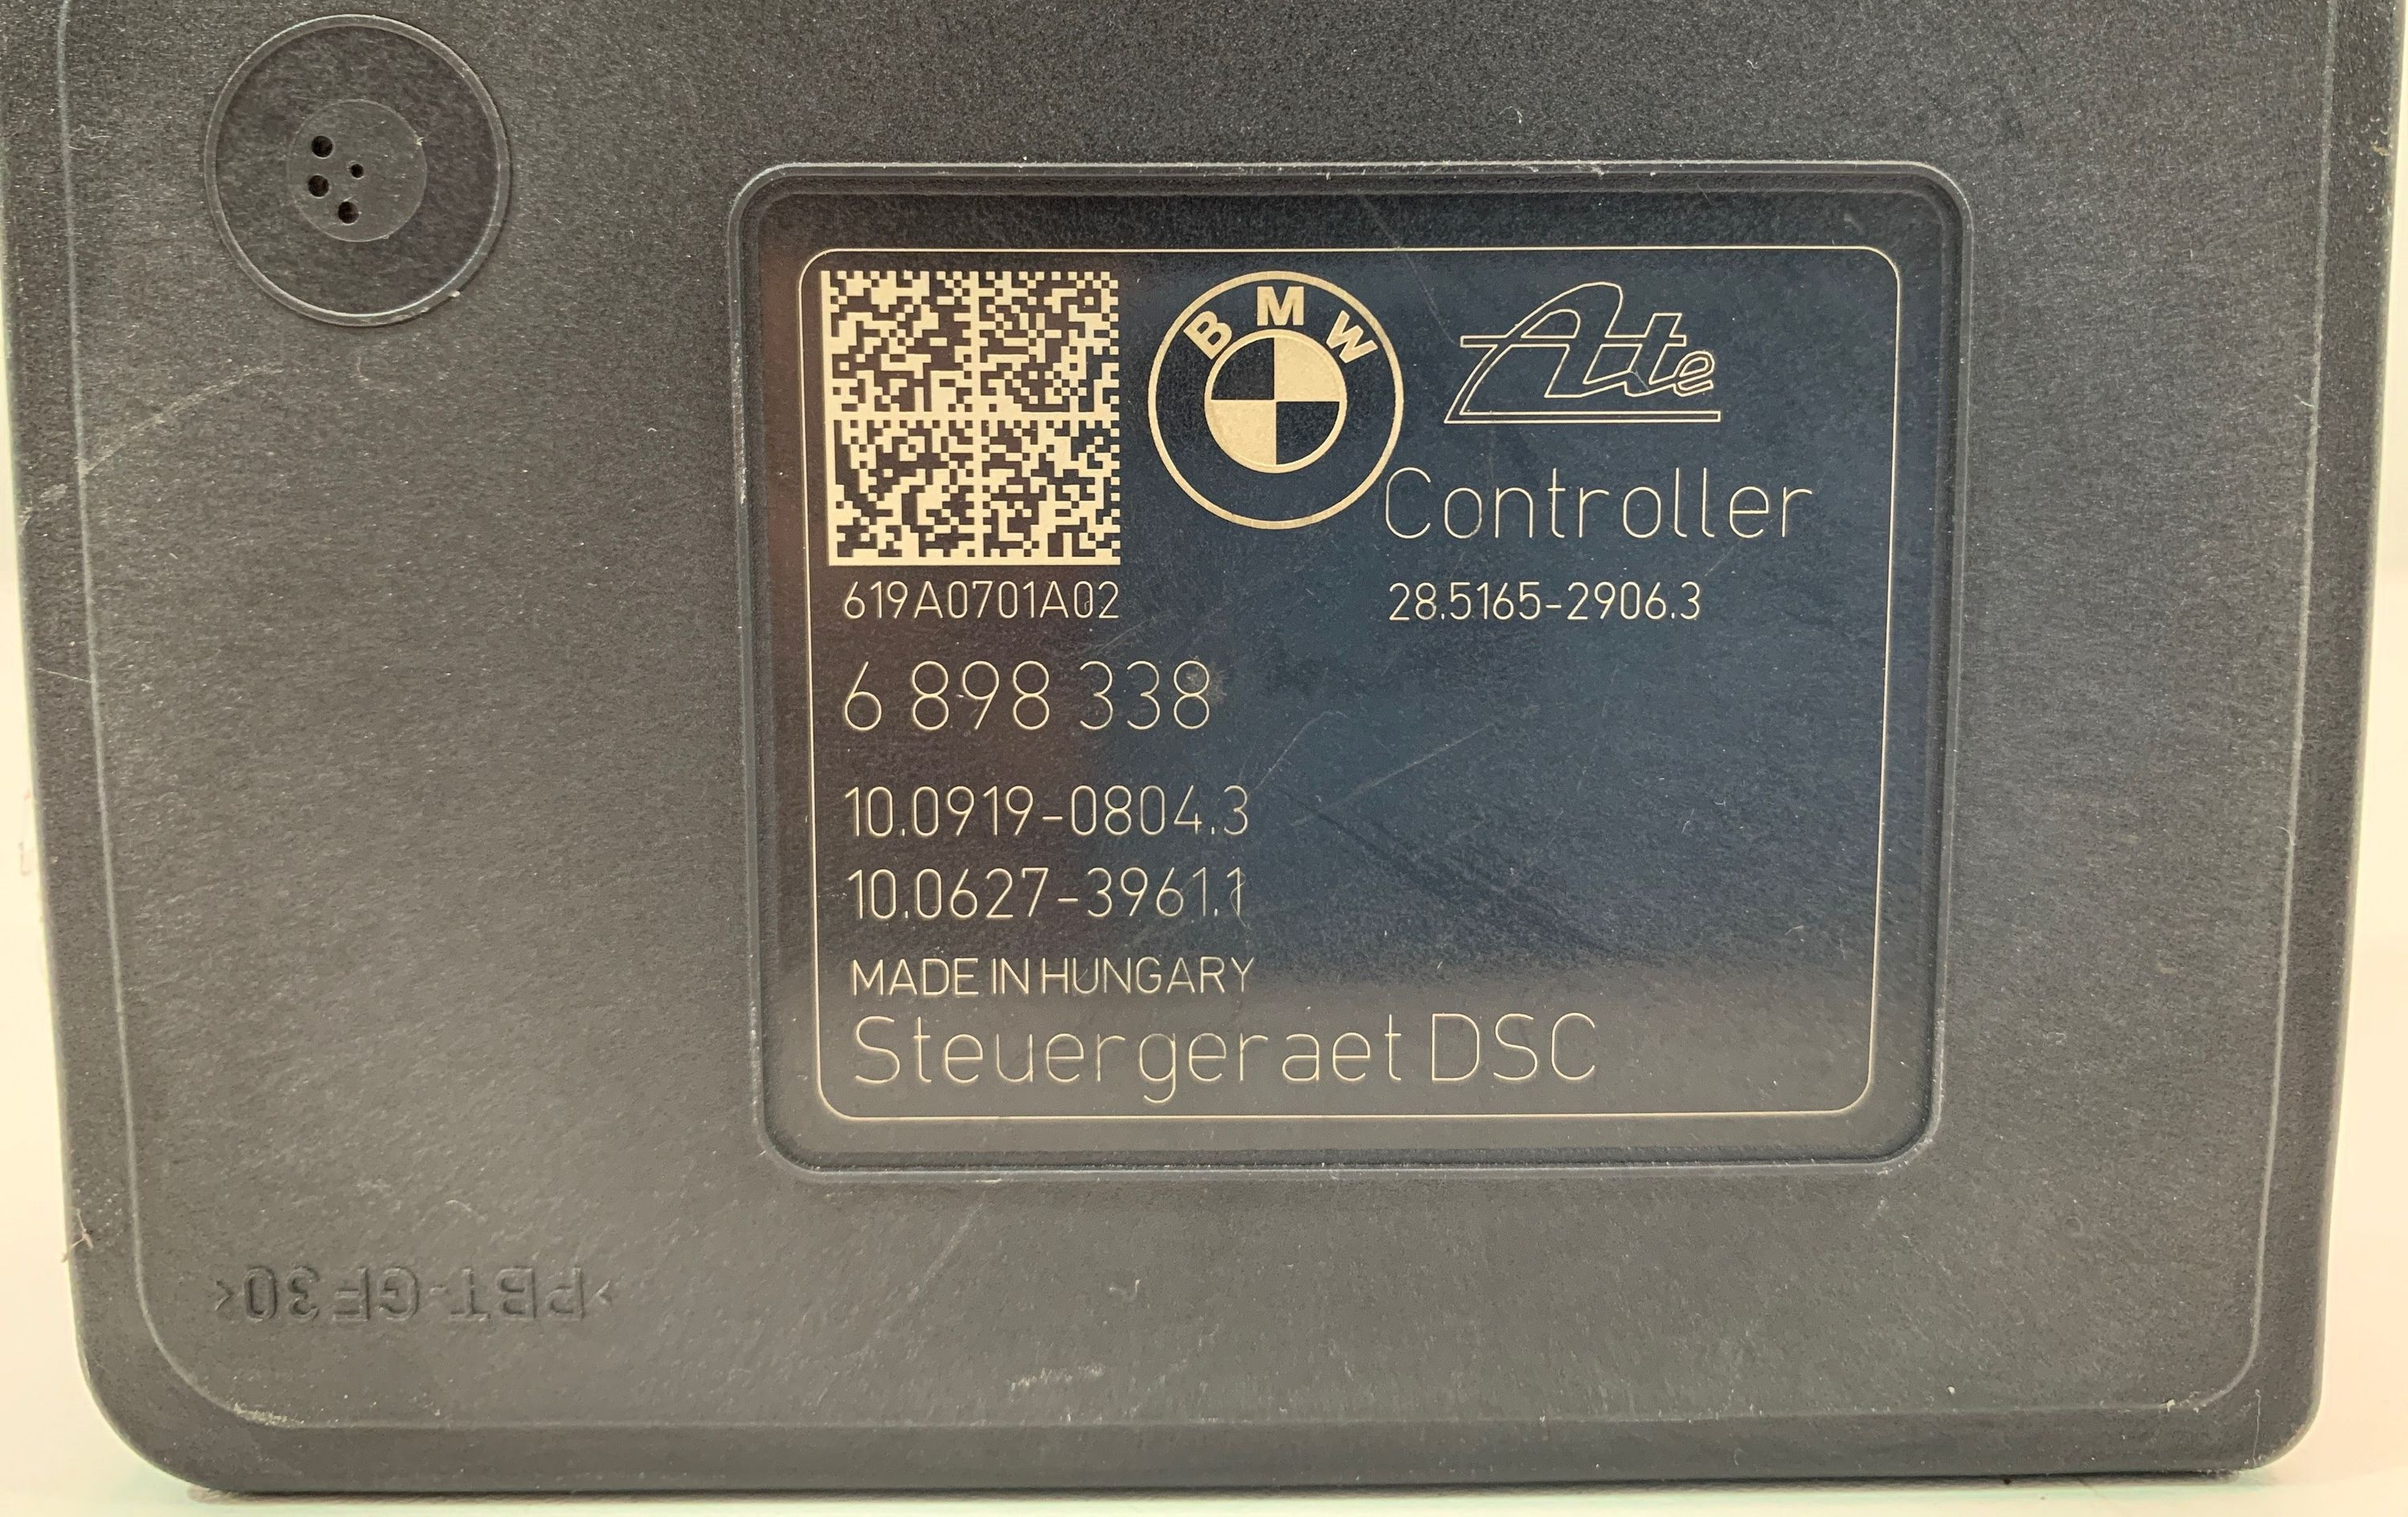 BMW
Ate
Controller
619A0701A02
28.5165-2906.3
6 898 338
10.0919-0804.3
10.0627-3961.1
MADE IN HUNGARY
Steuergeraet DSC
>PBT-GF30<